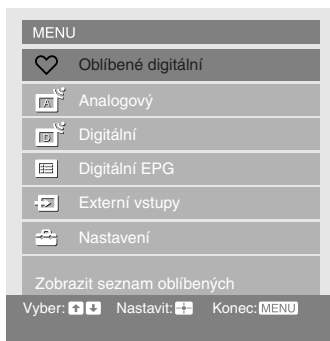 MENU
Oblíbené digitální
A Analogový
D Digitální
Digitální EPG
Externí vstupy
Nastavení
Zobrazit seznam oblíbených
Vyber: Nastavit: Konec: MENU